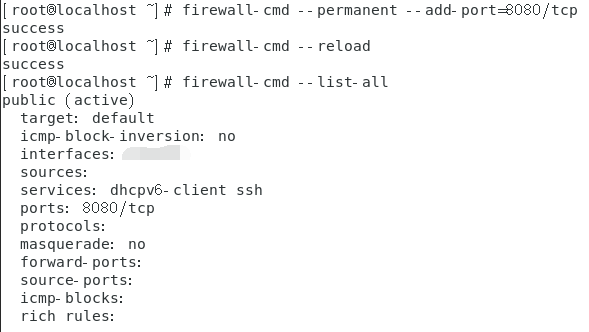 [root@localhost ~]# firewall-cmd --permanent --add-port=8080/tcp
success
[root@localhost ~]# firewall-cmd --reload
success
[root@localhost ~]# firewall-cmd --list-all
public (active)
  target: default
  icmp-block-inversion: no
  interfaces:
  sources:
  services: dhcpv6-client ssh
  ports: 8080/tcp
  protocols:
  masquerade: no
  forward-ports:
  source-ports:
  icmp-blocks:
  rich rules: